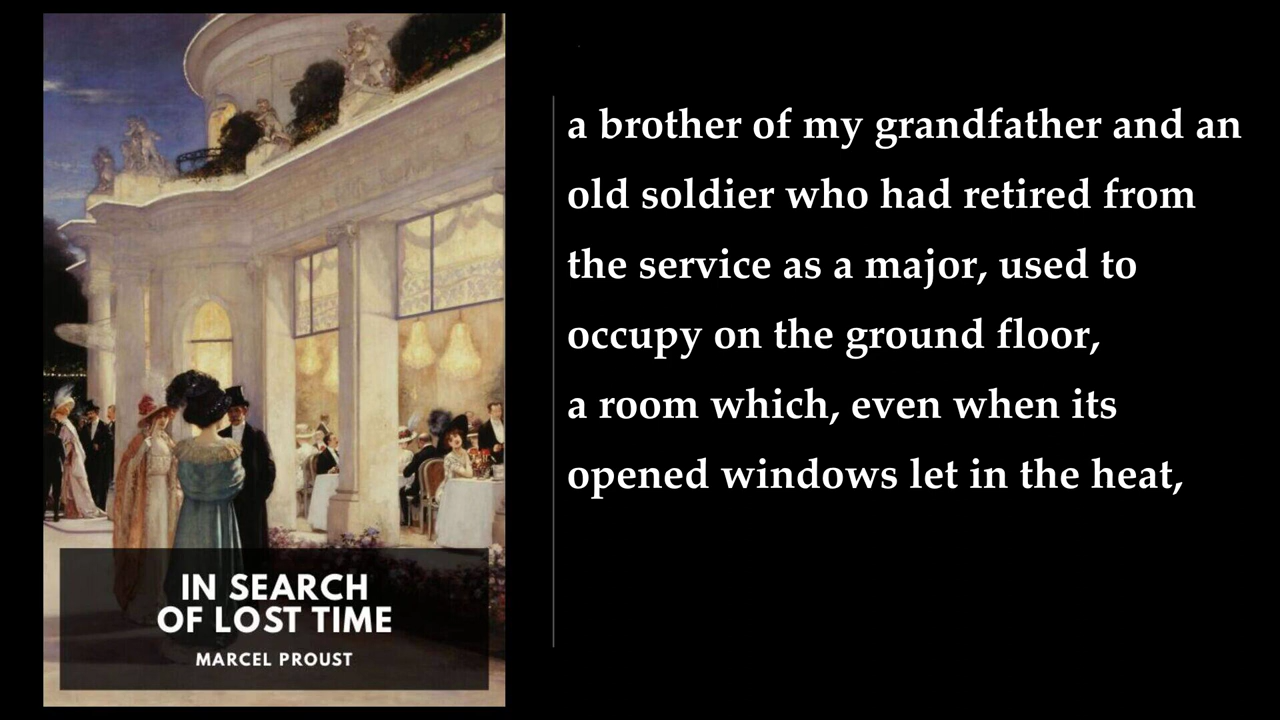 a brother of my grandfather and an
old soldier who had retired from
the service as a major, used to
occupy on the ground floor,
a room which, even when its
opened windows let in the heat,
IN SEARCH
OF LOST TIME
MARCEL PROUST